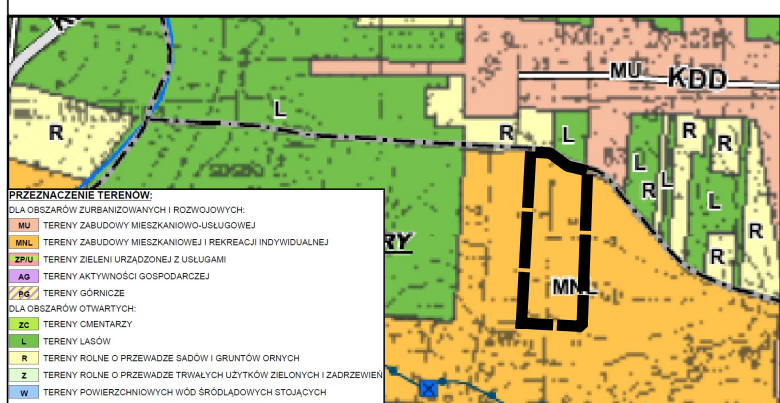 MU
KDD
L
R
R
L
R
R
L
R
L
L
R
R
RY
MNL
PRZEZNACZENIE TERENÓW:
DLA OBSZARÓW ZURBANIZOWANYCH I ROZWOJOWYCH:
MU TERENY ZABUDOWY MIESZKANIOWO-USŁUGOWEJ
MNL TERENY ZABUDOWY MIESZKANIOWEJ I REKREACJI INDYWIDUALNEJ
ZP/U TERENY ZIELENI URZĄDZONEJ Z USŁUGAMI
AG TERENY AKTYWNOŚCI GOSPODARCZEJ
PG TERENY GÓRNICZE
DLA OBSZARÓW OTWARTYCH:
ZC TERENY CMENTARZY
L TERENY LASÓW
R TERENY ROLNE O PRZEWADZE SADÓW I GRUNTÓW ORNYCH
Z TERENY ROLNE O PRZEWADZE TRWAŁYCH UŻYTKÓW ZIELONYCH I ZADRZEWIEŃ
W TERENY POWIERZCHNIOWYCH WÓD ŚRÓDLĄDOWYCH STOJĄCYCH